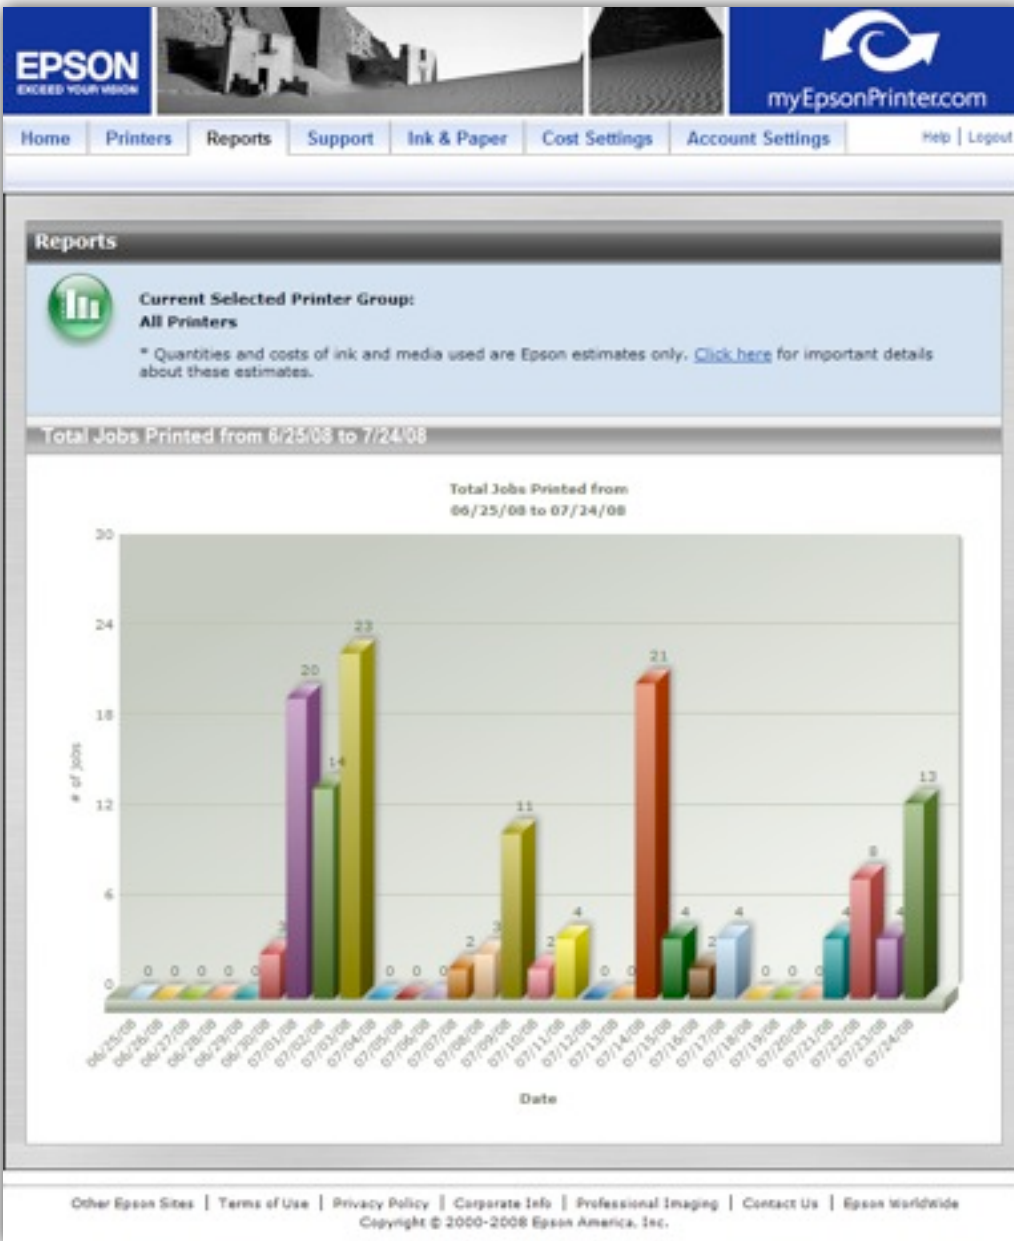 EPSON
EXCEED YOUR VISION
myEpsonPrinter.com
Home Printers Reports Support Ink & Paper Cost Settings Account Settings Help | Logout
Reports
Current Selected Printer Group:
All Printers
* Quantities and costs of ink and media used are Epson estimates only. Click here for important details
about these estimates.
Total Jobs Printed from 6/25/08 to 7/24/08
Total Jobs Printed from
06/25/08 to 07/24/08
30
24
18
12
6
0
# of jobs
0 0 0 0 0 3 20 14 23 0 0 0 2 3 11 2 4 0 0 21 4 2 4 0 0 0 4 8 4 13
06/25/08 06/26/08 06/27/08 06/28/08 06/29/08 06/30/08 07/01/08 07/02/08 07/03/08 07/04/08 07/05/08 07/06/08 07/07/08 07/08/08 07/09/08 07/10/08 07/11/08 07/12/08 07/13/08 07/14/08 07/15/08 07/16/08 07/17/08 07/18/08 07/19/08 07/20/08 07/21/08 07/22/08 07/23/08 07/24/08
Date
Other Epson Sites | Terms of Use | Privacy Policy | Corporate Info | Professional Imaging | Contact Us | Epson WorldWide
Copyright © 2000-2008 Epson America, Inc.